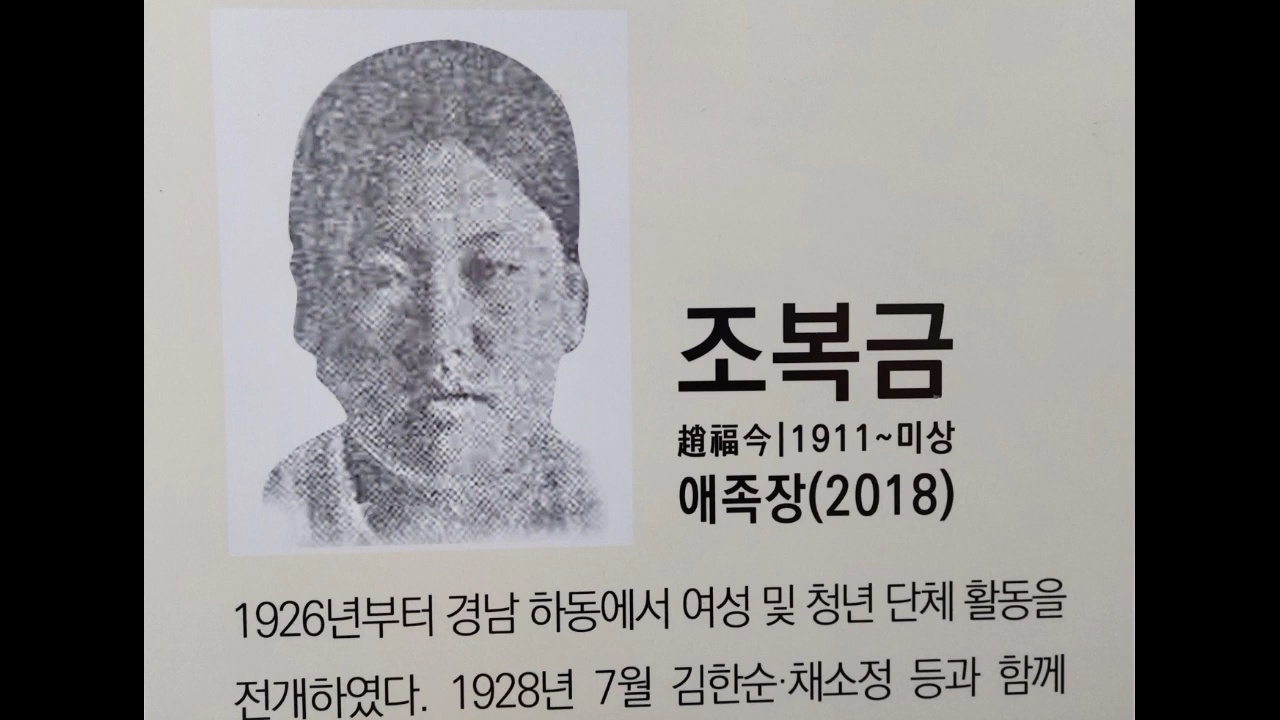 조복금
趙福今|1911~미상
애족장(2018)
1926년부터 경남 하동에서 여성 및 청년 단체 활동을
전개하였다. 1928년 7월 김한순·채소정 등과 함께